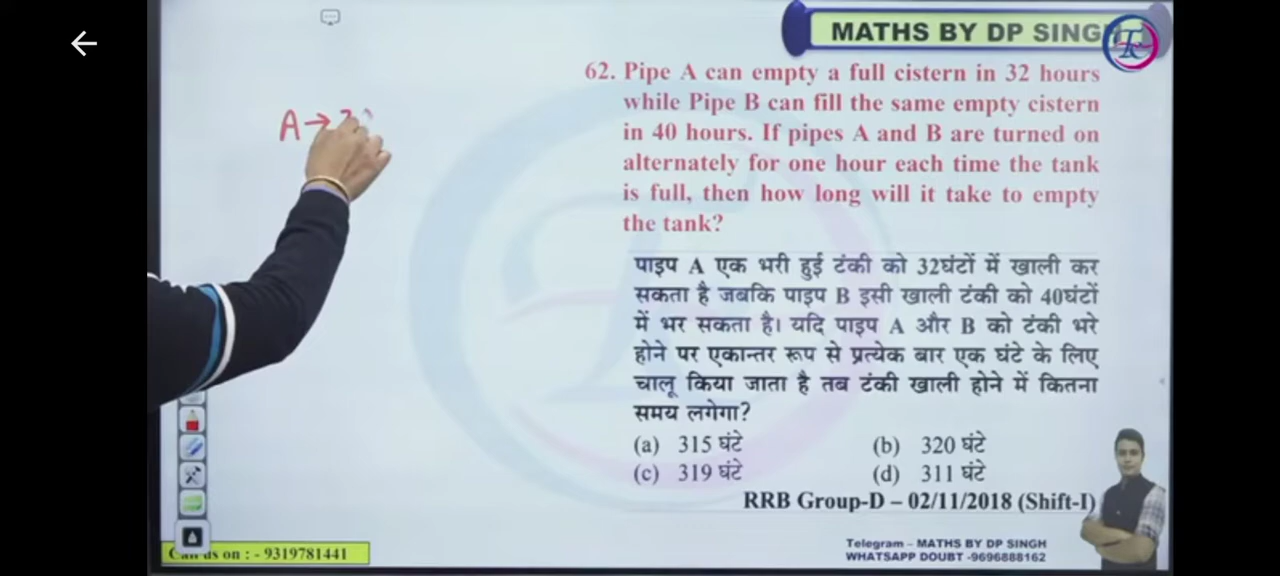 MATHS BY DP SING
62. Pipe A can empty a full cistern in 32 hours
while Pipe B can fill the same empty cistern
in 40 hours. If pipes A and B are turned on
alternately for one hour each time the tank
is full, then how long will it take to empty
the tank?
A→
पाइप A एक भरी हुई टंकी को 32घंटों में खाली कर
सकता है जबकि पाइप B इसी खाली टंकी को 40घंटों
में भर सकता है। यदि पाइप A और B को टंकी भरे
होने पर एकान्तर रूप से प्रत्येक बार एक घंटे के लिए
चालू किया जाता है तब टंकी खाली होने में कितना
समय लगेगा?
(a) 315 घंटे (b) 320 घंटे
(c) 319 घंटे (d) 311 घंटे
RRB Group-D – 02/11/2018 (Shift-I)
us on : - 9319781441
Telegram – MATHS BY DP SINGH
WHATSAPP DOUBT -9696888162